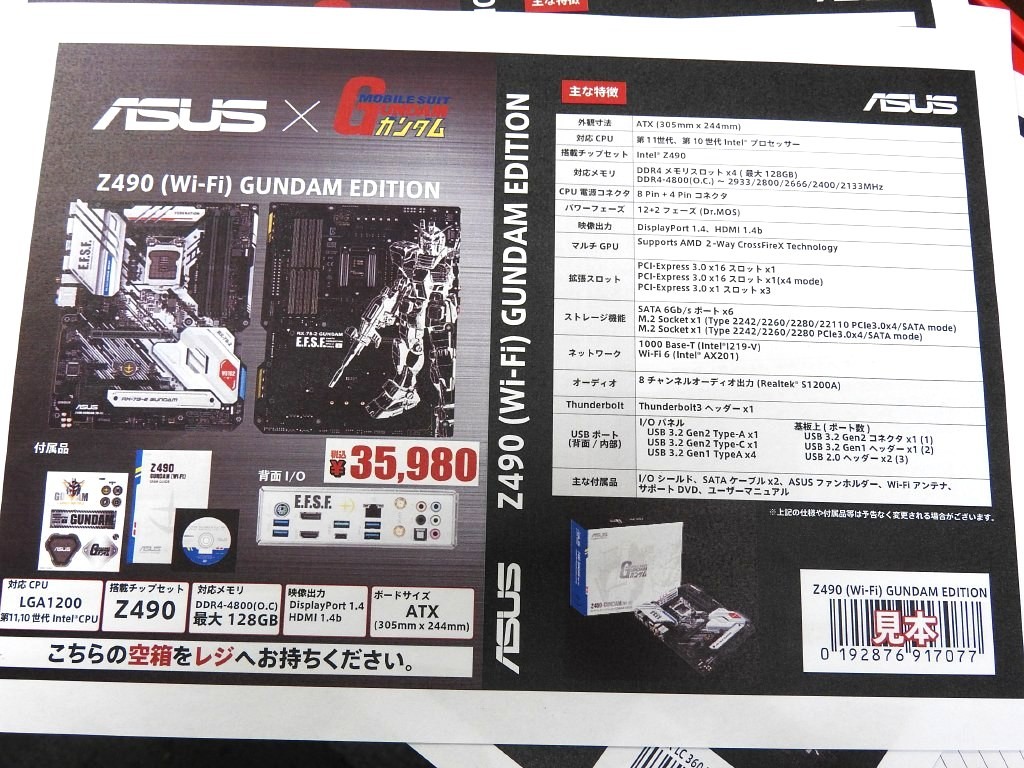 ASUS × MOBILE SUIT GUNDAM ガンダム
Z490 (Wi-Fi) GUNDAM EDITION
E.F.S.F.
RX-78-2 GUNDAM
E.F.S.F.
ASUS
RX-78-2 GUNDAM
付属品
税込
¥35,980
背面 I/O
E.F.S.F.
Z490
GUNDAM (WI-FI)
GUNDAM
ASUS
ASUS
対応 CPU
LGA1200
第11,10 世代 Intel®CPU
搭載チップセット
Z490
対応メモリ
DDR4-4800(O.C)
最大 128GB
映像出力
DisplayPort 1.4
HDMI 1.4b
ボードサイズ
ATX
(305mm x 244mm)
こちらの空箱をレジへお持ちください。
ASUS Z490 (Wi-Fi) GUNDAM EDITION
主な特徴
ASUS
外観寸法 ATX (305mm x 244mm)
対応 CPU 第 11世代、第 10 世代 Intel® プロセッサー
搭載チップセット Intel® Z490
対応メモリ DDR4 メモリスロット x4 ( 最大 128GB)
DDR4-4800(O.C.) ~ 2933/2800/2666/2400/2133MHz
CPU 電源コネクタ 8 Pin + 4 Pin コネクタ
パワーフェーズ 12+2 フェーズ (Dr.MOS)
映像出力 DisplayPort 1.4、HDMI 1.4b
マルチ GPU Supports AMD 2-Way CrossFireX Technology
拡張スロット PCI-Express 3.0 x16 スロット x1
PCI-Express 3.0 x16 スロット x1(x4 mode)
PCI-Express 3.0 x1 スロット x3
ストレージ機能 SATA 6Gb/s ポート x6
M.2 Socket x1 (Type 2242/2260/2280/22110 PCIe3.0x4/SATA mode)
M.2 Socket x1 (Type 2242/2260/2280 PCIe3.0x4/SATA mode)
ネットワーク 1000 Base-T (Intel®I219-V)
Wi-Fi 6 (Intel® AX201)
オーディオ 8 チャンネルオーディオ出力 (Realtek® S1200A)
Thunderbolt Thunderbolt3 ヘッダー x1
USB ポート
(背面 / 内部)
I/O パネル
USB 3.2 Gen2 Type-A x1
USB 3.2 Gen2 Type-C x1
USB 3.2 Gen1 TypeA x4
基板上 ( ポート数 )
USB 3.2 Gen2 コネクタ x1 (1)
USB 3.2 Gen1 ヘッダー x1 (2)
USB 2.0 ヘッダー x2 (3)
主な付属品 I/O シールド、SATA ケーブル x2、ASUS ファンホルダー、Wi-Fi アンテナ、
サポート DVD、ユーザーマニュアル
※上記の仕様や付属品等は予告なく変更される場合がございます。
Z490 (Wi-Fi) GUNDAM EDITION
見本
0 192876 917077
LC 360